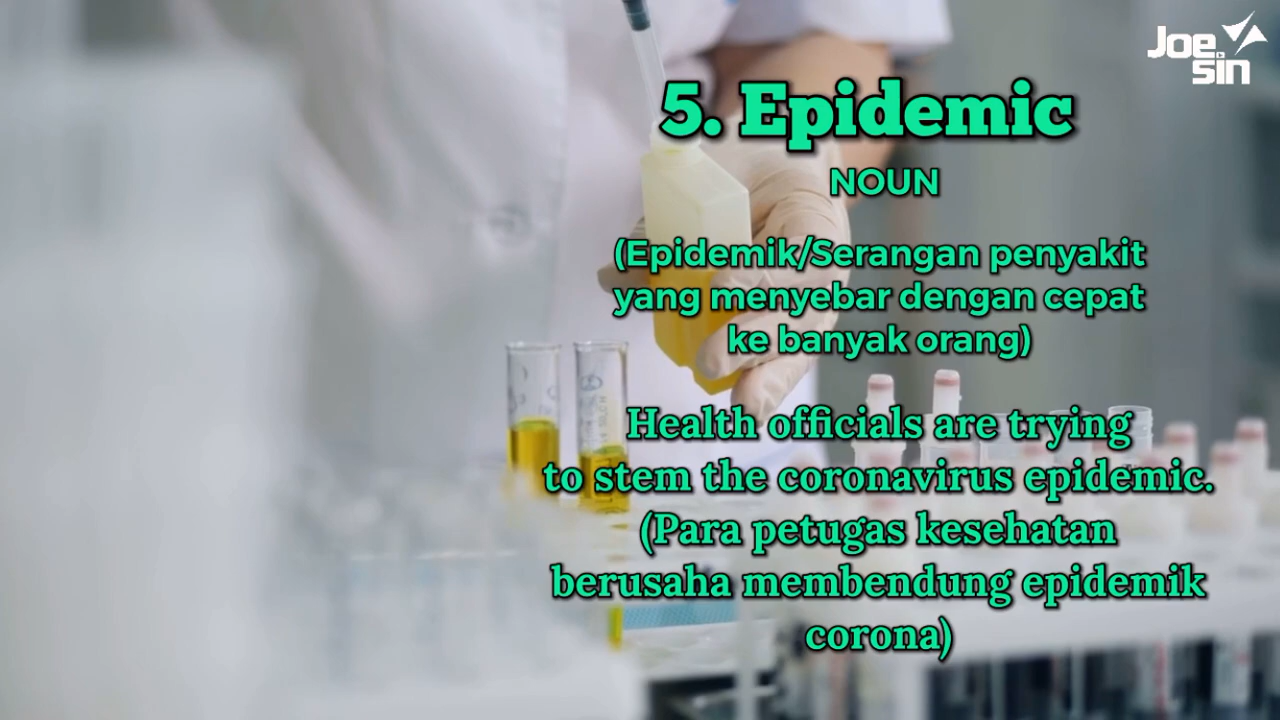 Joe
sin
5. Epidemic
NOUN
(Epidemik/Serangan penyakit
yang menyebar dengan cepat
ke banyak orang)
Health officials are trying
to stem the coronavirus epidemic.
(Para petugas kesehatan
berusaha membendung epidemik
corona)